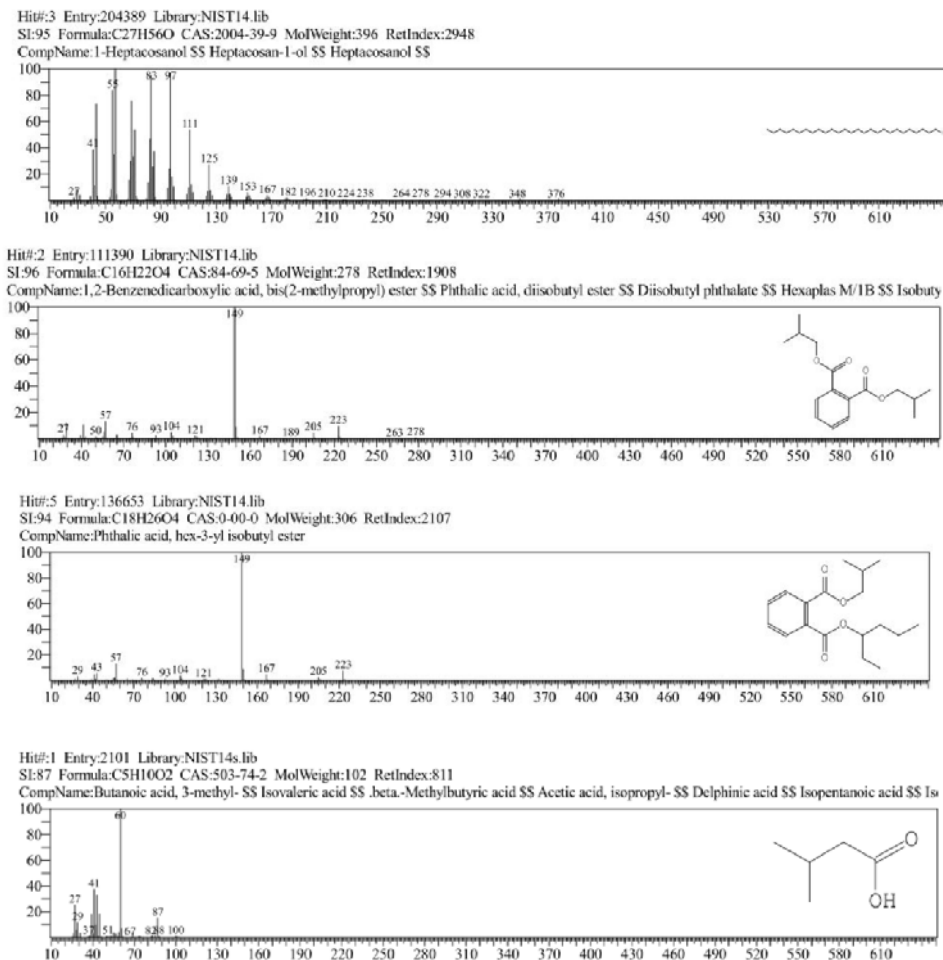 Hit#:3 Entry:204389 Library:NIST14.lib
SI:95 Formula:C27H56O CAS:2004-39-9 MolWeight:396 RetIndex:2948
CompName:1-Heptacosanol $$ Heptacosan-1-ol $$ Heptacosanol $$
100
80
60
40
20
27 41 55 83 97 111 125 139 153 167 182 196 210 224 238 264 278 294 308 322 348 376
10 50 90 130 170 210 250 290 330 370 410 450 490 530 570 610
Hit#:2 Entry:111390 Library:NIST14.lib
SI:96 Formula:C16H22O4 CAS:84-69-5 MolWeight:278 RetIndex:1908
CompName:1,2-Benzenedicarboxylic acid, bis(2-methylpropyl) ester $$ Phthalic acid, diisobutyl ester $$ Diisobutyl phthalate $$ Hexaplas M/1B $$ Isobuty
100
80
60
40
20
27 50 57 76 93 104 121 149 167 189 205 223 263 278
O O O O
10 40 70 100 130 160 190 220 250 280 310 340 370 400 430 460 490 520 550 580 610
Hit#:5 Entry:136653 Library:NIST14.lib
SI:94 Formula:C18H26O4 CAS:0-00-0 MolWeight:306 RetIndex:2107
CompName:Phthalic acid, hex-3-yl isobutyl ester
100
80
60
40
20
29 43 57 76 93 104 121 149 167 205 223
O O O O
10 40 70 100 130 160 190 220 250 280 310 340 370 400 430 460 490 520 550 580 610
Hit#:1 Entry:2101 Library:NIST14s.lib
SI:87 Formula:C5H10O2 CAS:503-74-2 MolWeight:102 RetIndex:811
CompName:Butanoic acid, 3-methyl- $$ Isovaleric acid $$ .beta.-Methylbutyric acid $$ Acetic acid, isopropyl- $$ Delphinic acid $$ Isopentanoic acid $$
100
80
60
40
20
27 29 37 41 51 60 67 87 100
O
OH
10 40 70 100 130 160 190 220 250 280 310 340 370 400 430 460 490 520 550 580 610